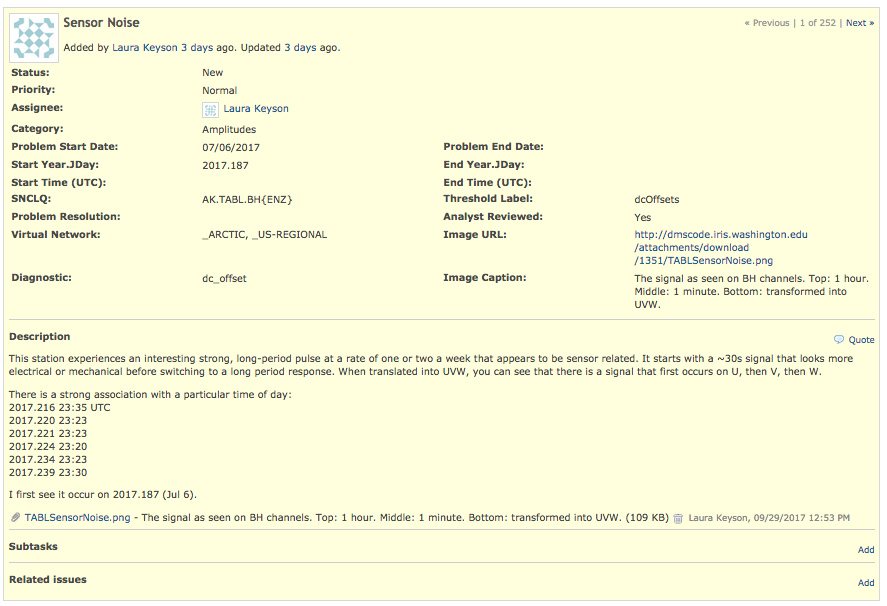 Sensor Noise
« Previous | 1 of 252 | Next »
Added by Laura Keyson 3 days ago. Updated 3 days ago.
Status: New
Priority: Normal
Assignee: Laura Keyson
Category: Amplitudes
Problem Start Date: 07/06/2017 Problem End Date:
Start Year.JDay: 2017.187 End Year.JDay:
Start Time (UTC): End Time (UTC):
SNCLQ: AK.TABL.BH{ENZ} Threshold Label: dcOffsets
Problem Resolution: Analyst Reviewed: Yes
Virtual Network: _ARCTIC, _US-REGIONAL Image URL: http://dmscode.iris.washington.edu
/attachments/download
/1351/TABLSensorNoise.png
Diagnostic: dc_offset Image Caption: The signal as seen on BH channels. Top: 1 hour.
Middle: 1 minute. Bottom: transformed into
UVW.
Description
Quote
This station experiences an interesting strong, long-period pulse at a rate of one or two a week that appears to be sensor related. It starts with a ~30s signal that looks more
electrical or mechanical before switching to a long period response. When translated into UVW, you can see that there is a signal that first occurs on U, then V, then W.
There is a strong association with a particular time of day:
2017.216 23:35 UTC
2017.220 23:23
2017.221 23:23
2017.224 23:20
2017.234 23:23
2017.239 23:30
I first see it occur on 2017.187 (Jul 6).
TABLSensorNoise.png - The signal as seen on BH channels. Top: 1 hour. Middle: 1 minute. Bottom: transformed into UVW. (109 KB) Laura Keyson, 09/29/2017 12:53 PM
Subtasks
Add
Related issues
Add